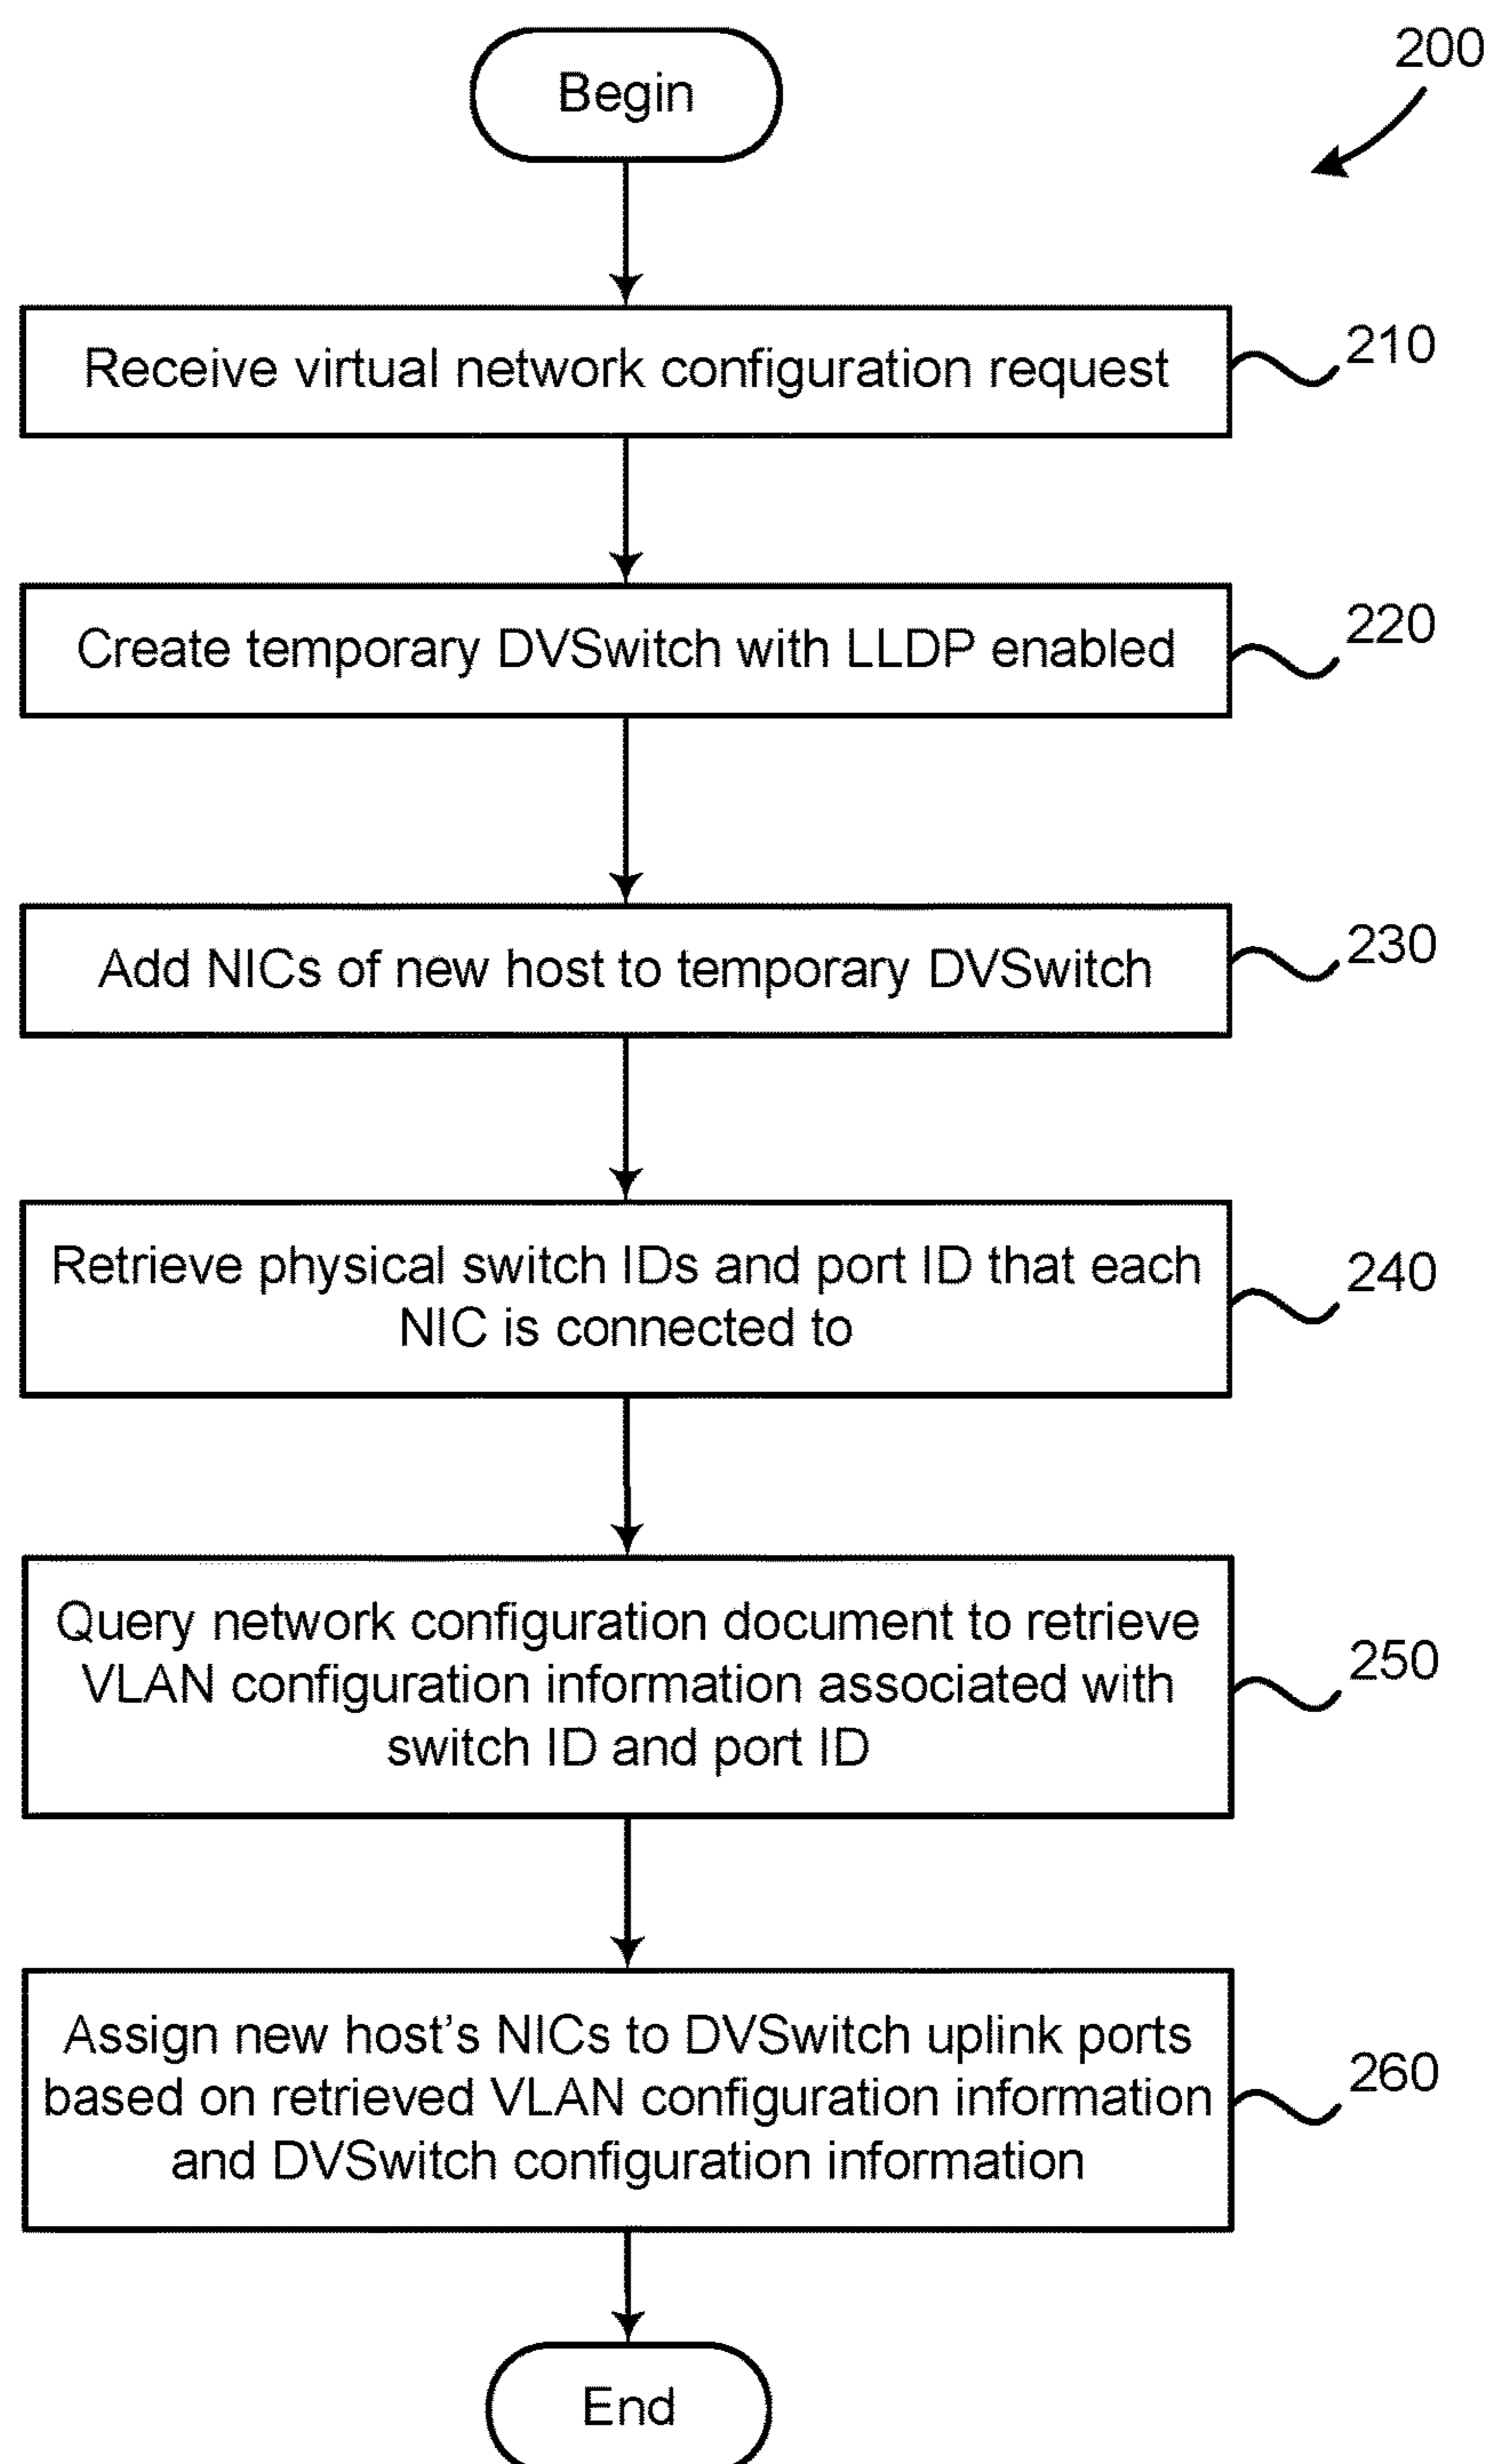 Begin
200
Receive virtual network configuration request
210
Create temporary DVSwitch with LLDP enabled
220
Add NICs of new host to temporary DVSwitch
230
Retrieve physical switch IDs and port ID that each
NIC is connected to
240
Query network configuration document to retrieve
VLAN configuration information associated with
switch ID and port ID
250
Assign new host's NICs to DVSwitch uplink ports
based on retrieved VLAN configuration information
and DVSwitch configuration information
260
End